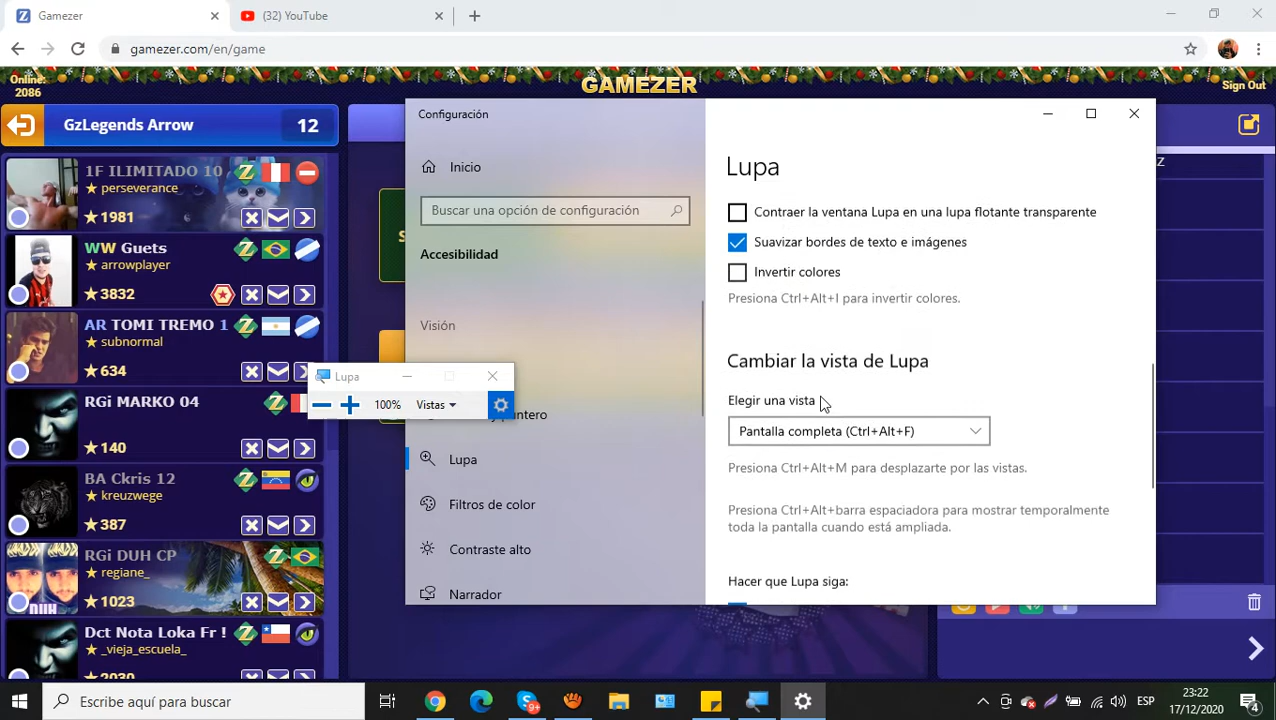 Gamezer
(32) YouTube
gamezer.com/en/game
Online:
2086
GAMEZER
Sign Out
GzLegends Arrow
12
1F ILIMITADO 10
perseverance
1981
WW Guets
arrowplayer
3832
AR TOMI TREMO 1
subnormal
634
RGi MARKO 04
140
BA Ckris 12
kreuzwege
387
RGi DUH CP
regiane_
1023
Dct Nota Loka Fr !
_vieja_escuela_
2030
Lupa
100%
Vistas
Configuración
Inicio
Buscar una opción de configuración
Accesibilidad
Visión
Lupa
Filtros de color
Contraste alto
Narrador
Lupa
Contraer la ventana Lupa en una lupa flotante transparente
Suavizar bordes de texto e imágenes
Invertir colores
Presiona Ctrl+Alt+I para invertir colores.
Cambiar la vista de Lupa
Elegir una vista
Pantalla completa (Ctrl+Alt+F)
Presiona Ctrl+Alt+M para desplazarte por las vistas.
Presiona Ctrl+Alt+barra espaciadora para mostrar temporalmente
toda la pantalla cuando está ampliada.
Hacer que Lupa siga:
Escribe aquí para buscar
ESP
23:22
17/12/2020
4